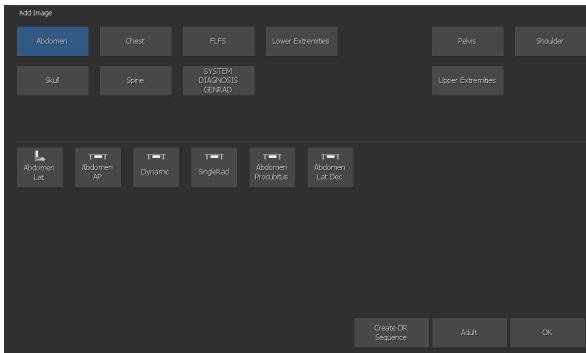 Add Image
Abdomen
Chest
FLFS
Lower Extremities
Pelvis
Shoulder
Skull
Spine
SYSTEM
DIAGNOSIS
GENRAD
Upper Extremities
Abdomen
Lat
Abdomen
AP
Dynamic
SingleRad
Abdomen
Procubitus
Abdomen
Lat Dec
Create DR
Sequence
Adult
OK